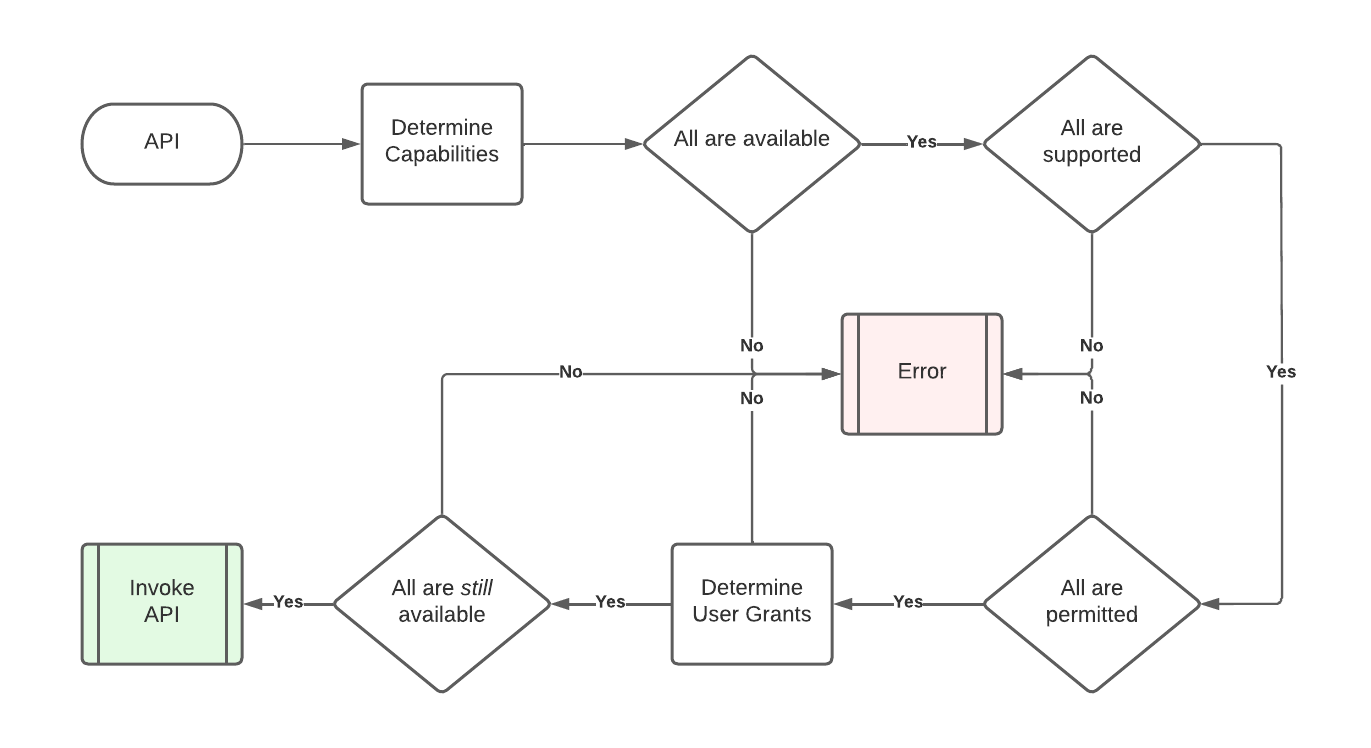 API
Determine
Capabilities
All are available
Yes
All are
supported
No
No
No
Error
Yes
No
No
Invoke
API
Yes
All are still
available
Yes
Determine
User Grants
Yes
All are
permitted